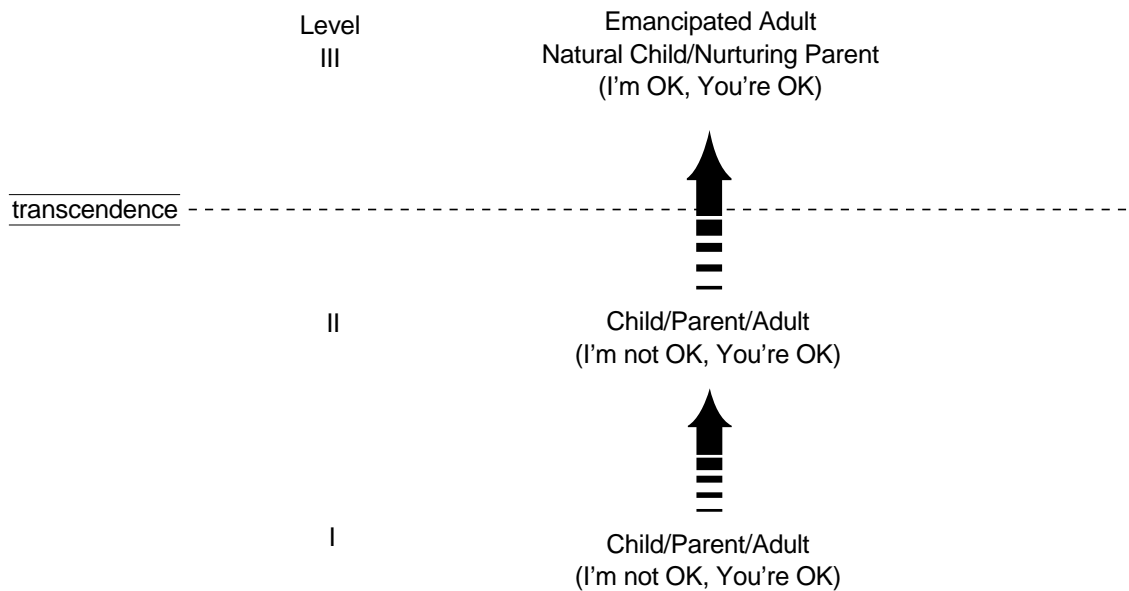 Level
III
Emancipated Adult
Natural Child/Nurturing Parent
(I'm OK, You're OK)
transcendence
II
Child/Parent/Adult
(I'm not OK, You're OK)
I
Child/Parent/Adult
(I'm not OK, You're OK)